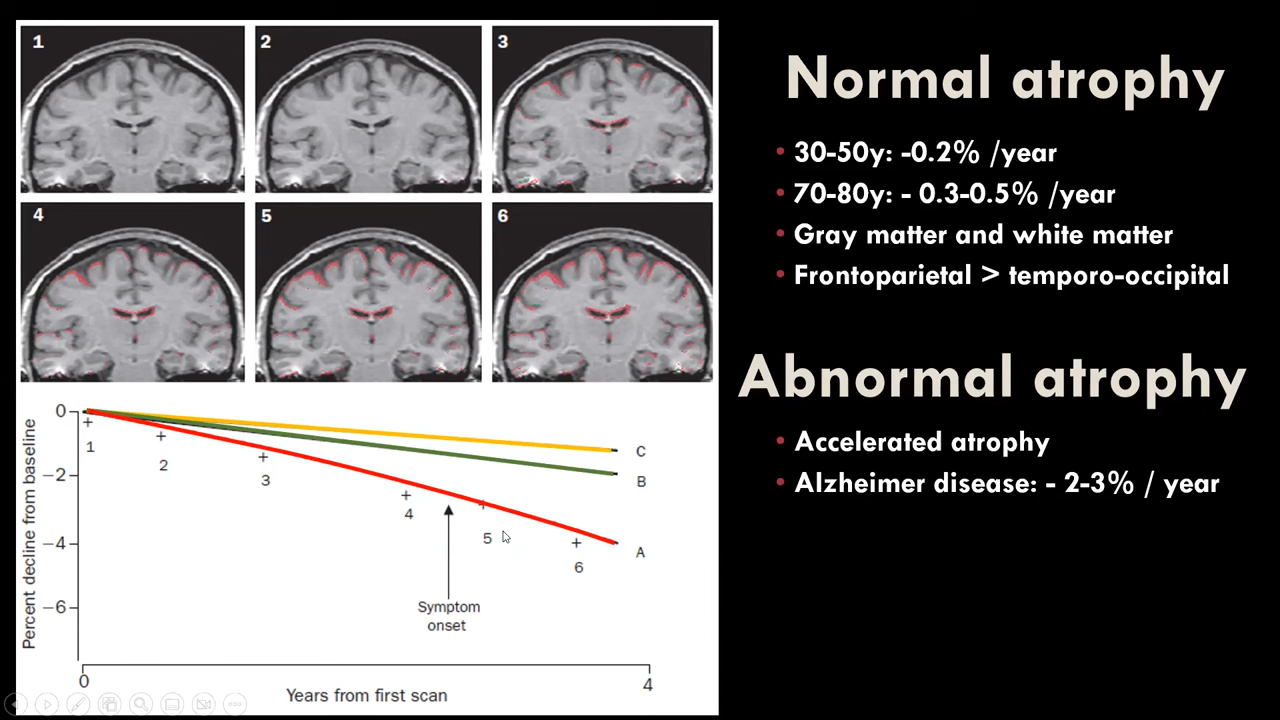 1
2
3
4
5
6
0
−2
−4
−6
Percent decline from baseline
1
2
3
4
5
6
C
B
A
Symptom
onset
0
4
Years from first scan
Normal atrophy
• 30-50y: -0.2% /year
• 70-80y: - 0.3-0.5% /year
• Gray matter and white matter
• Frontoparietal > temporo-occipital
Abnormal atrophy
• Accelerated atrophy
• Alzheimer disease: - 2-3% / year